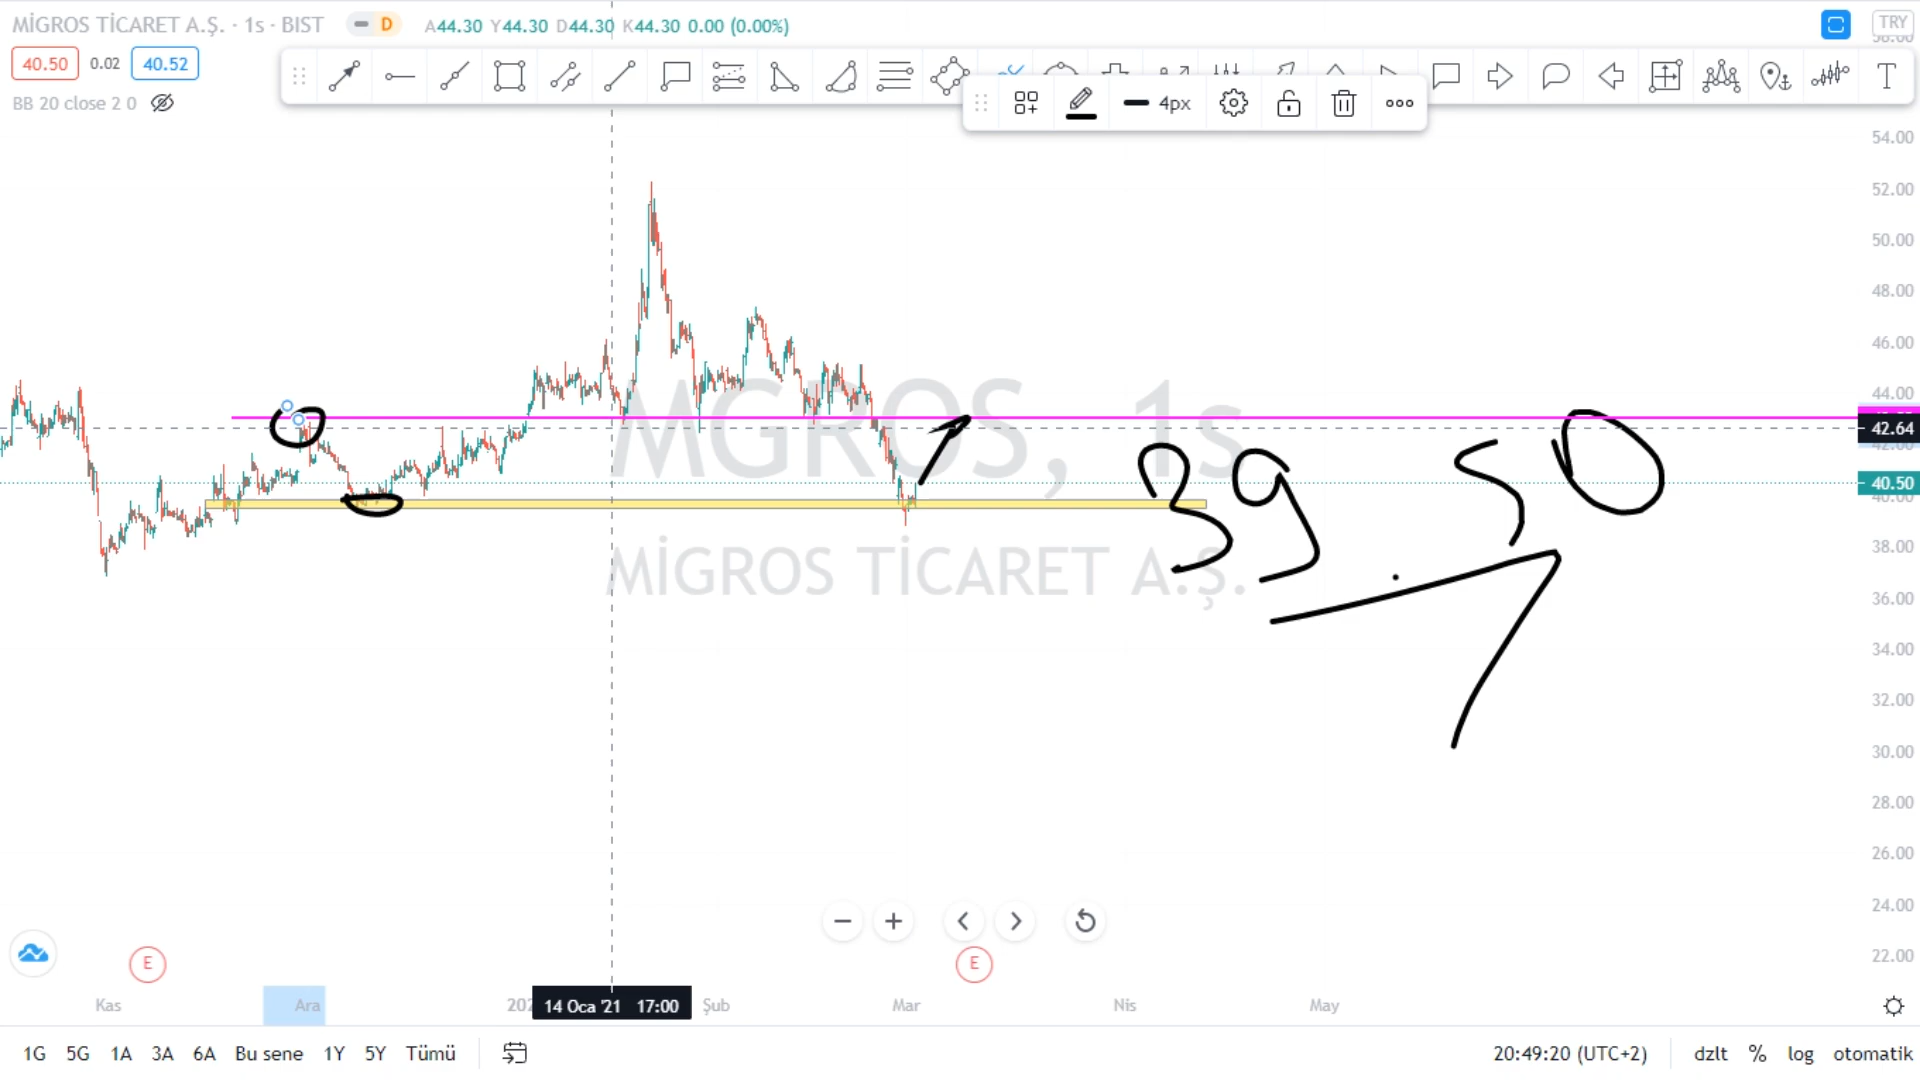 MİGROS TİCARET A.Ş. · 1s · BIST D A44.30 Y44.30 D44.30 K44.30 0.00 (0.00%) TRY
40.50 0.02 40.52 T
BB 20 close 2 0 4px
54.00
52.00
50.00
48.00
46.00
44.00
MGROS, 1s
42.64
39.50
40.50
40.00
MİGROS TİCARET A.Ş.
38.00
36.00
34.00
32.00
30.00
28.00
26.00
24.00
22.00
E E
Kas Ara 202 14 Oca '21 17:00 Şub Mar Nis May
1G 5G 1A 3A 6A Bu sene 1Y 5Y Tümü 20:49:20 (UTC+2) dzlt % log otomatik